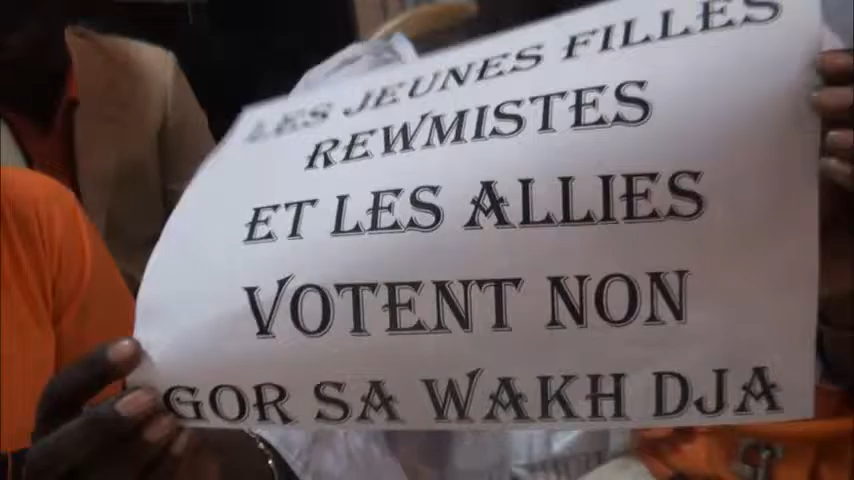 LES JEUNES FILLES
REWMISTES
ET LES ALLIES
VOTENT NON
GOR SA WAKH DJA